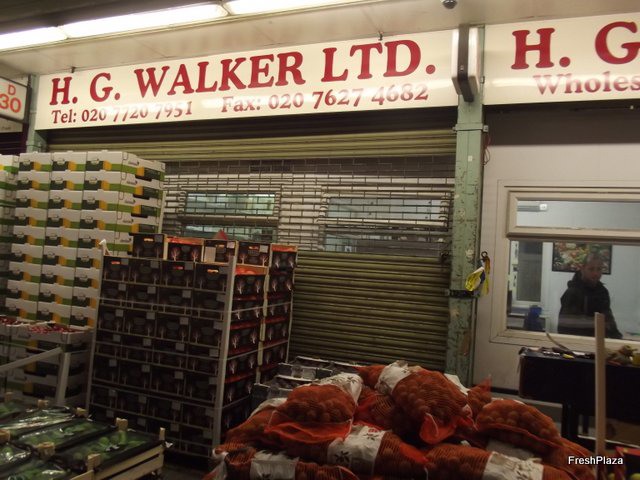 H. G. WALKER LTD.
Tel: 020 7720 7951 Fax: 020 7627 4682
H. G
Wholes
D
30
FreshPlaza